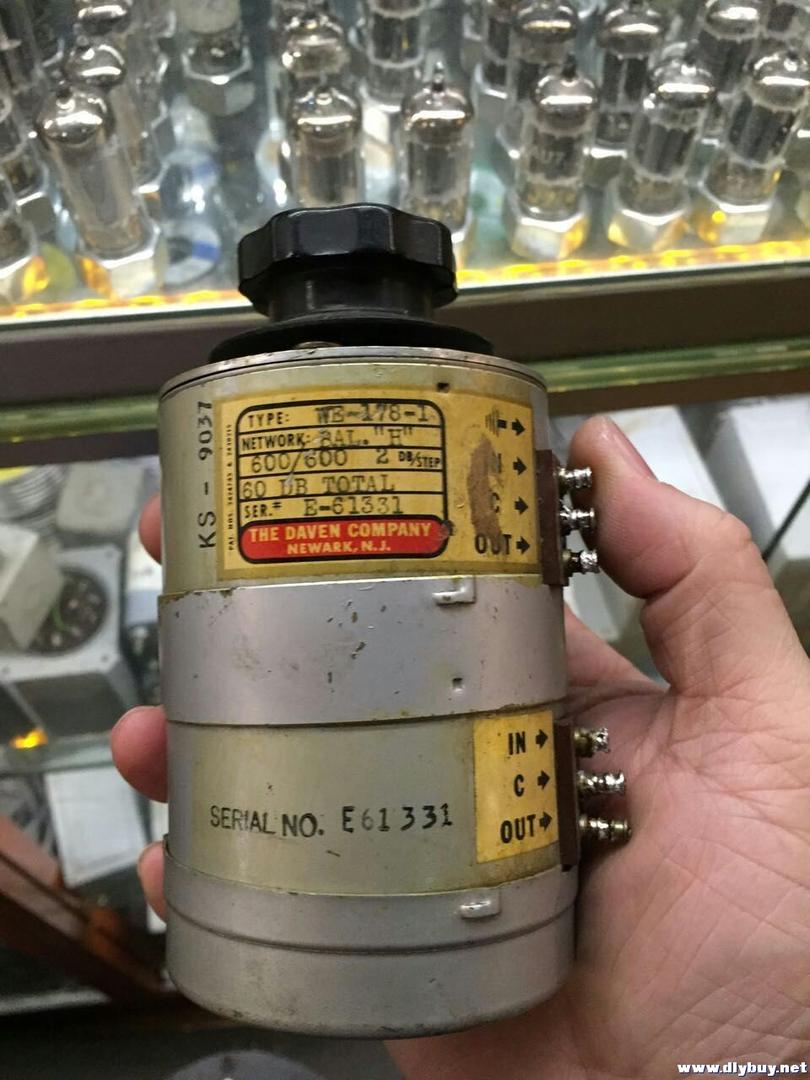 KS - 9037
TYPE: WE-178-1
NETWORK: BAL. "H"
600/600 2 DB/STEP
60 DB TOTAL
SER.# E-61331
THE DAVEN COMPANY
NEWARK, N.J.
C
OUT
IN
C
OUT
SERIAL NO. E61331
www.dlybuy.net